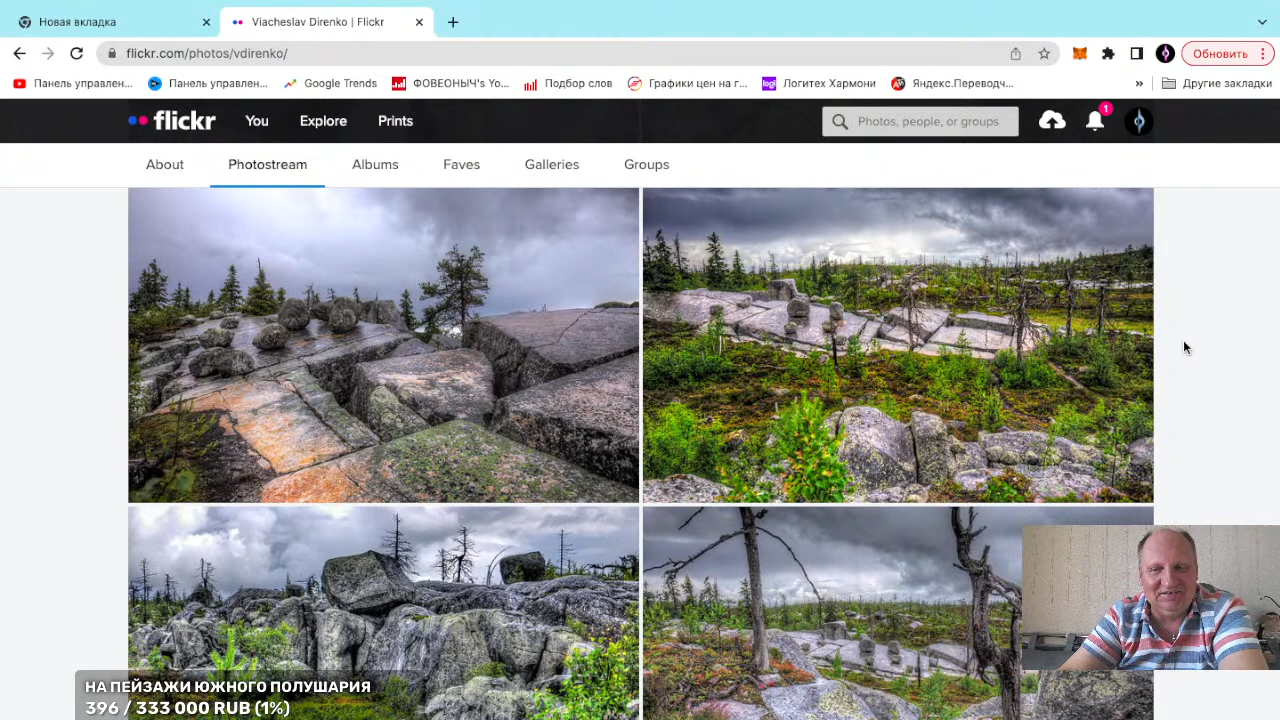 Новая вкладка
Viacheslav Direnko | Flickr
flickr.com/photos/vdirenko/
Обновить
Панель управлен...
Панель управлен...
Google Trends
ФОВЕОНЫЧ's Yo...
Подбор слов
Графики цен на г...
Логитех Хармони
Яндекс.Переводч...
»
Другие закладки
flickr
You
Explore
Prints
Photos, people, or groups
1
About
Photostream
Albums
Faves
Galleries
Groups
НА ПЕЙЗАЖИ ЮЖНОГО ПОЛУШАРИЯ
396 / 333 000 RUB (1%)